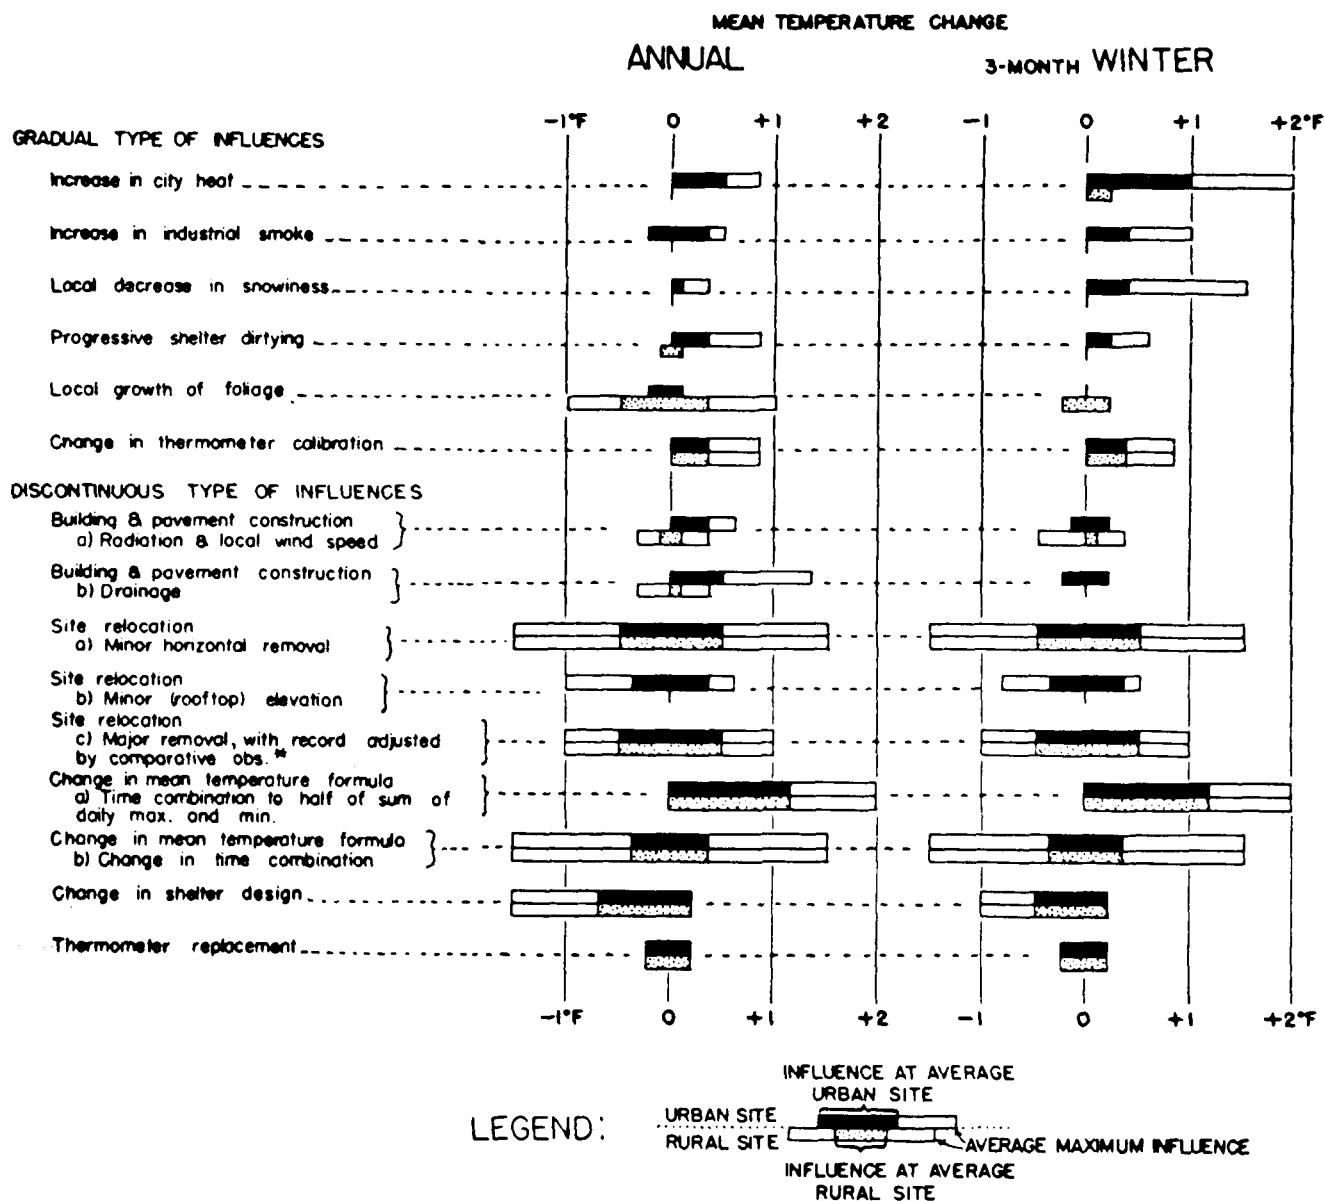 MEAN TEMPERATURE CHANGE
ANNUAL
3-MONTH WINTER
-1°F 0 +1 +2 -1 0 +1 +2°F
GRADUAL TYPE OF INFLUENCES
Increase in city heat
Increase in industrial smoke
Local decrease in snowiness
Progressive shelter dirtying
Local growth of foliage
Change in thermometer calibration
DISCONTINUOUS TYPE OF INFLUENCES
Building & pavement construction
a) Radiation & local wind speed
Building & pavement construction
b) Drainage
Site relocation
a) Minor horizontal removal
Site relocation
b) Minor (rooftop) elevation
Site relocation
c) Major removal, with record adjusted
by comparative obs.*
Change in mean temperature formula
a) Time combination to half of sum of
daily max. and min.
Change in mean temperature formula
b) Change in time combination
Change in shelter design
Thermometer replacement
-1°F 0 +1 +2 -1 0 +1 +2°F
INFLUENCE AT AVERAGE
URBAN SITE
LEGEND:
URBAN SITE
RURAL SITE
AVERAGE MAXIMUM INFLUENCE
INFLUENCE AT AVERAGE
RURAL SITE